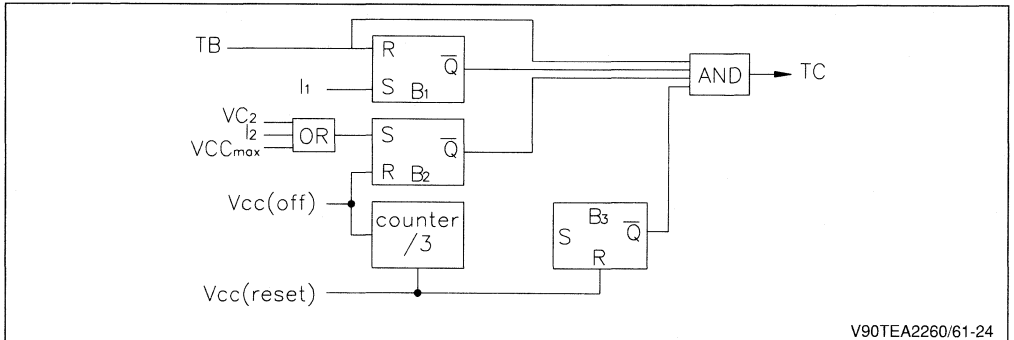 TB
R
Q̅
S B1
I1
AND
TC
VC2
I2
VCCmax
OR
S
Q̅
R B2
Vcc(off)
counter
/3
B3
S Q̅
R
Vcc(reset)
V90TEA2260/61-24